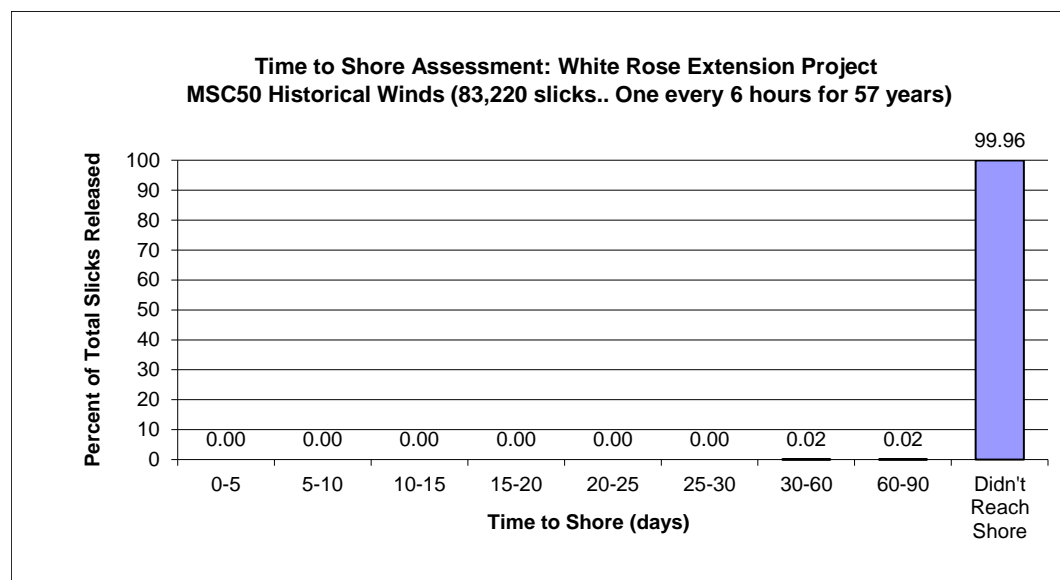 Time to Shore Assessment: White Rose Extension Project
MSC50 Historical Winds (83,220 slicks.. One every 6 hours for 57 years)
99.96
100
90
80
70
60
50
40
30
20
10
0
Percent of Total Slicks Released
0.00 0.00 0.00 0.00 0.00 0.00 0.02 0.02
0-5 5-10 10-15 15-20 20-25 25-30 30-60 60-90 Didn't
Reach
Shore
Time to Shore (days)